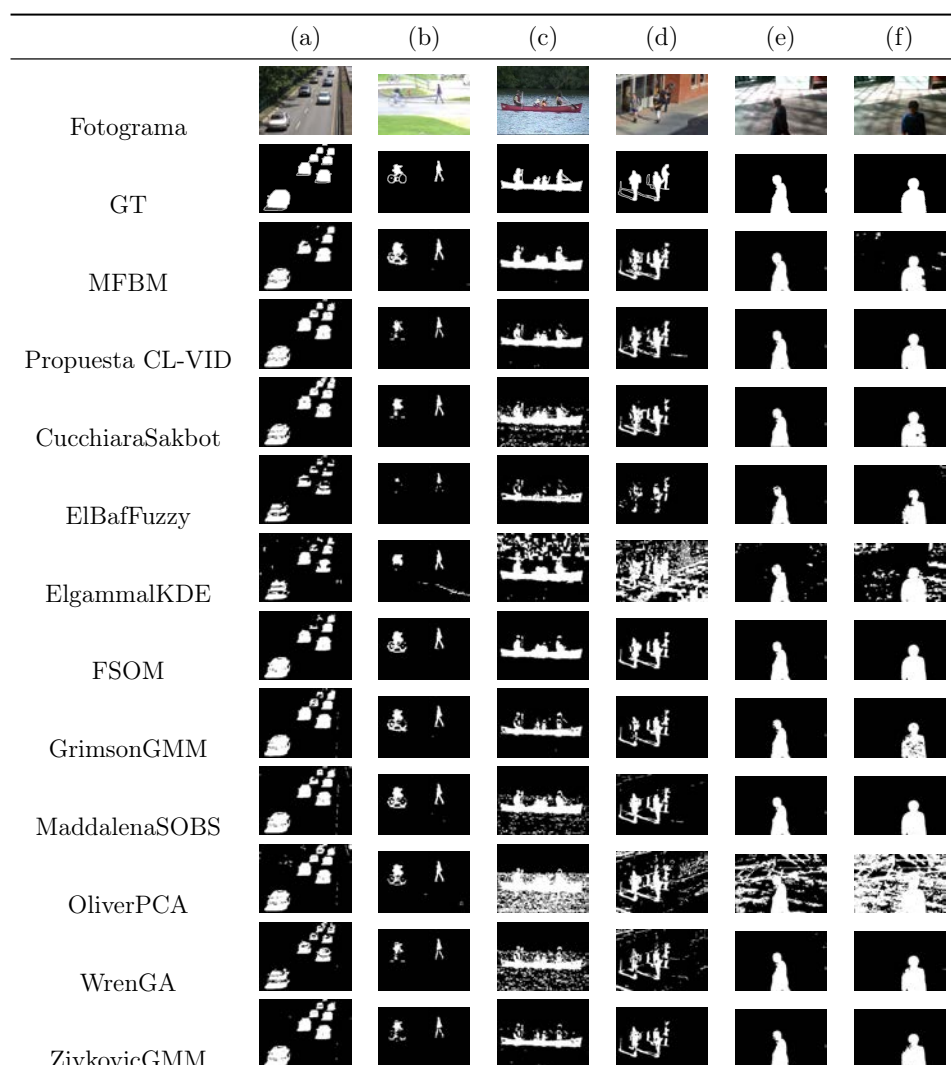 (a) (b) (c) (d) (e) (f)
Fotograma
GT
MFBM
Propuesta CL-VID
CucchiaraSakbot
ElBafFuzzy
ElgammalKDE
FSOM
GrimsonGMM
MaddalenaSOBS
OliverPCA
WrenGA
ZivkovicGMM